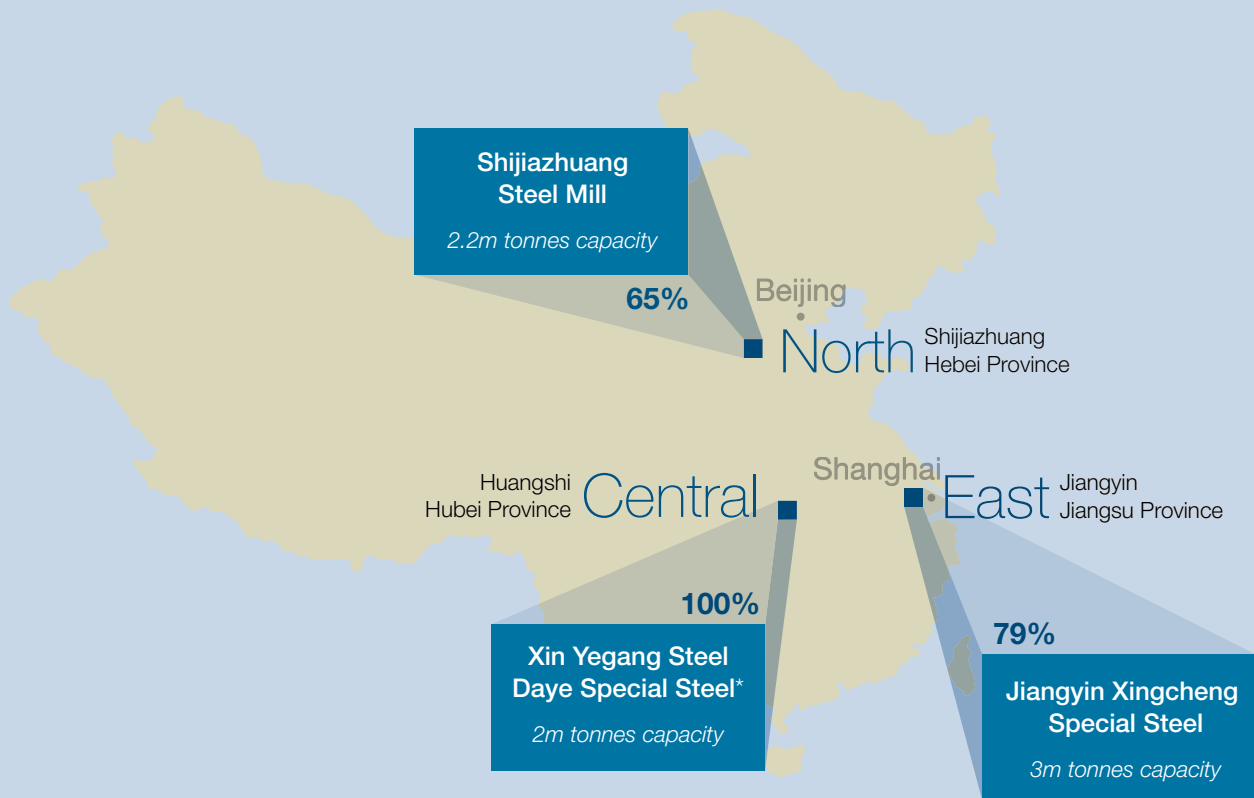 Shijiazhuang
Steel Mill
2.2m tonnes capacity
65%
Beijing
North
Shijiazhuang
Hebei Province
Huangshi
Hubei Province
Central
Shanghai
East
Jiangyin
Jiangsu Province
100%
Xin Yegang Steel
Daye Special Steel*
2m tonnes capacity
79%
Jiangyin Xingcheng
Special Steel
3m tonnes capacity